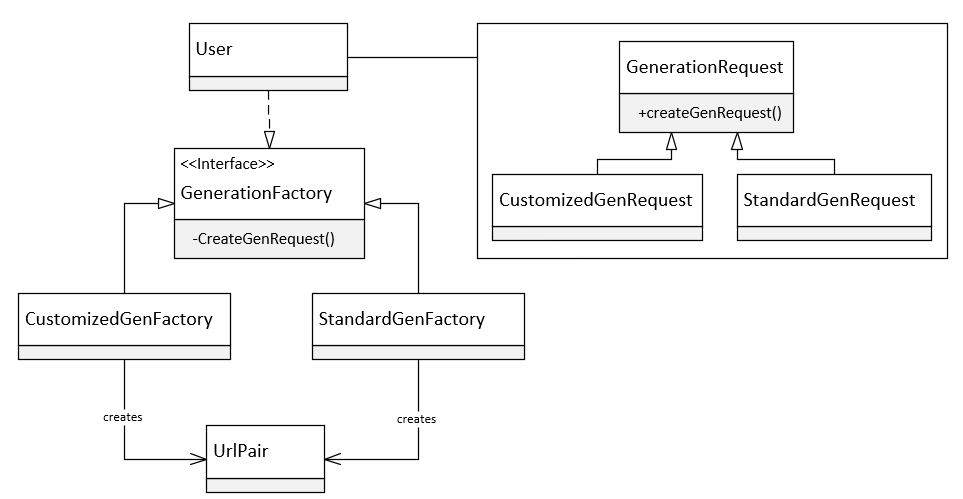 User
GenerationRequest
+createGenRequest()
<<Interface>>
GenerationFactory
-CreateGenRequest()
CustomizedGenRequest
StandardGenRequest
CustomizedGenFactory
StandardGenFactory
creates
creates
UrlPair